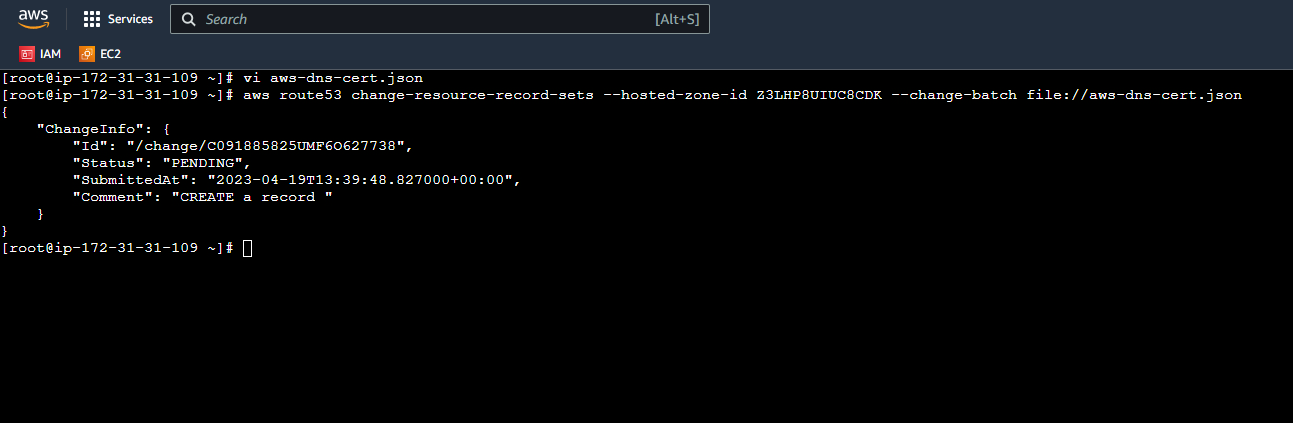 aws Services Search [Alt+S]
IAM EC2
[root@ip-172-31-31-109 ~]# vi aws-dns-cert.json
[root@ip-172-31-31-109 ~]# aws route53 change-resource-record-sets --hosted-zone-id Z3LHP8UIUC8CDK --change-batch file://aws-dns-cert.json
{
    "ChangeInfo": {
        "Id": "/change/C091885825UMF6O627738",
        "Status": "PENDING",
        "SubmittedAt": "2023-04-19T13:39:48.827000+00:00",
        "Comment": "CREATE a record "
    }
}
[root@ip-172-31-31-109 ~]#